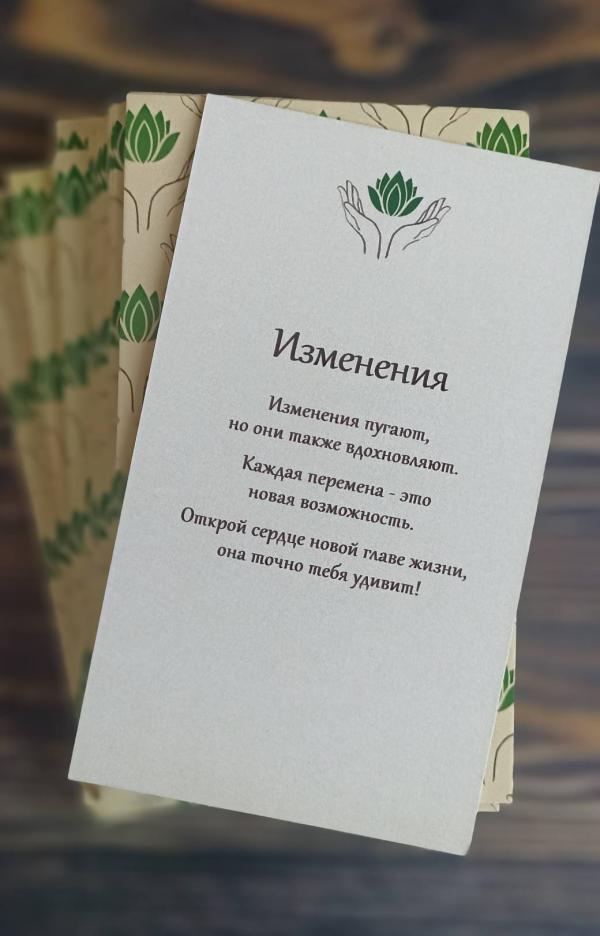 Изменения
Изменения пугают,
но они также вдохновляют.
Каждая перемена - это
новая возможность.
Открой сердце новой главе жизни,
она точно тебя удивит!